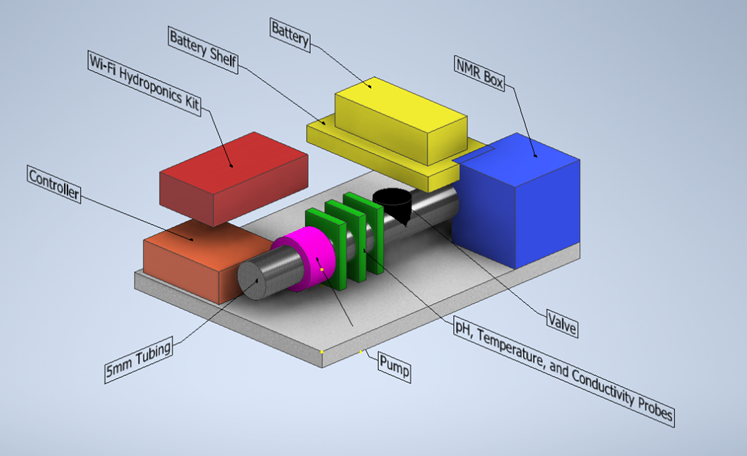 Battery
Battery Shelf
NMR Box
Wi-Fi Hydroponics Kit
Controller
Valve
pH, Temperature, and Conductivity Probes
5mm Tubing
Pump